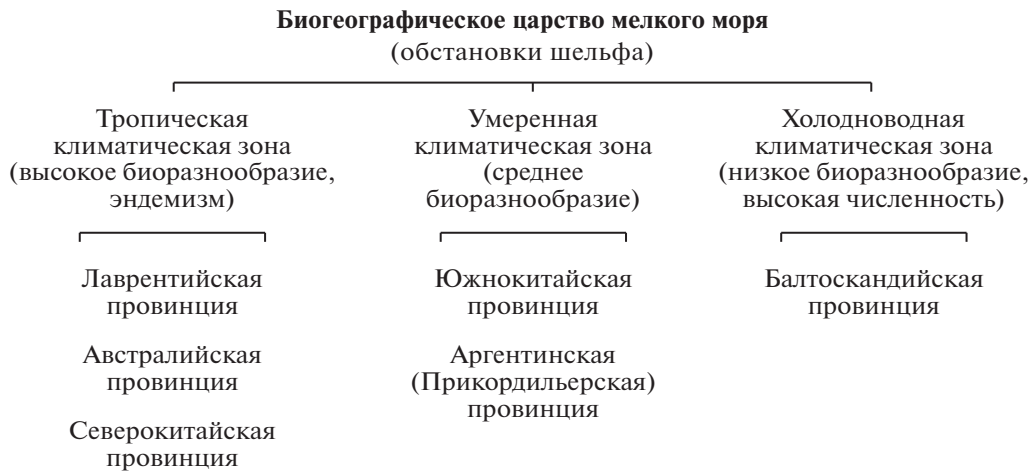 Биогеографическое царство мелкого моря
(обстановки шельфа)
Тропическая
климатическая зона
(высокое биоразнообразие,
эндемизм)
Умеренная
климатическая зона
(среднее
биоразнообразие)
Холодноводная
климатическая зона
(низкое биоразнообразие,
высокая численность)
Лаврентийская
провинция
Австралийская
провинция
Северокитайская
провинция
Южнокитайская
провинция
Аргентинская
(Прикордильерская)
провинция
Балтоскандийская
провинция